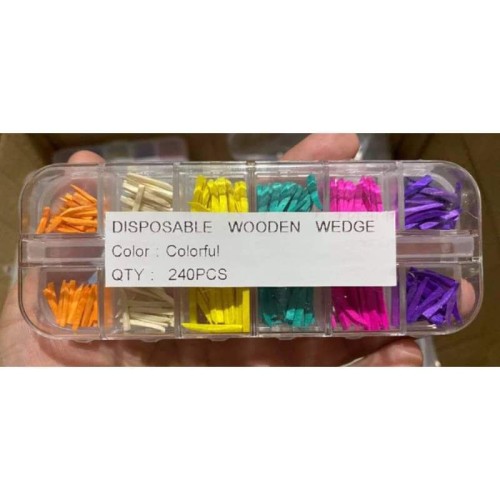 DISPOSABLE WOODEN WEDGE
Color : Colorful
QTY : 240PCS